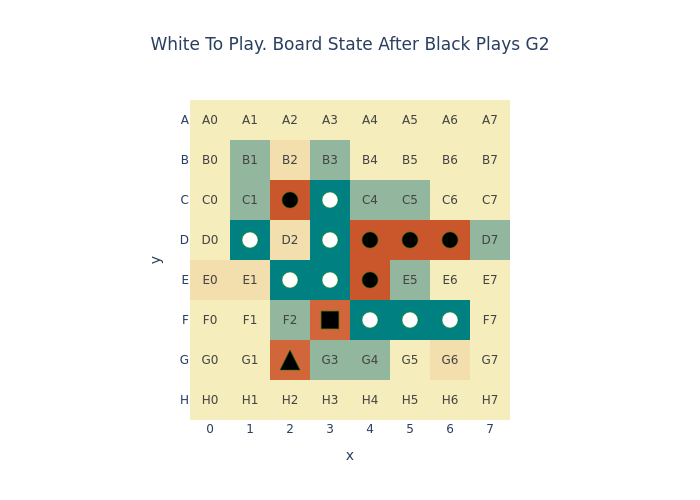 White To Play. Board State After Black Plays G2
A A0 A1 A2 A3 A4 A5 A6 A7
B B0 B1 B2 B3 B4 B5 B6 B7
C C0 C1 C4 C5 C6 C7
D D0 D2 D7
y
E E0 E1 E5 E6 E7
F F0 F1 F2 F7
G G0 G1 G3 G4 G5 G6 G7
H H0 H1 H2 H3 H4 H5 H6 H7
0 1 2 3 4 5 6 7
x